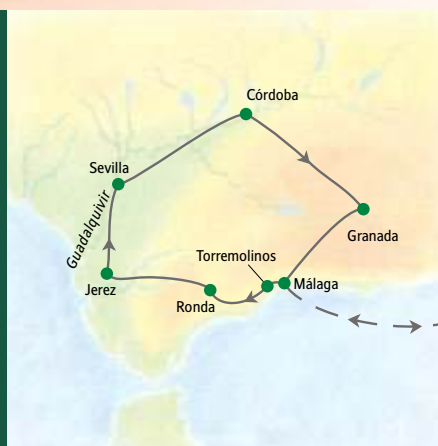 Córdoba
Sevilla
Guadalquivir
Granada
Torremolinos
Málaga
Jerez
Ronda